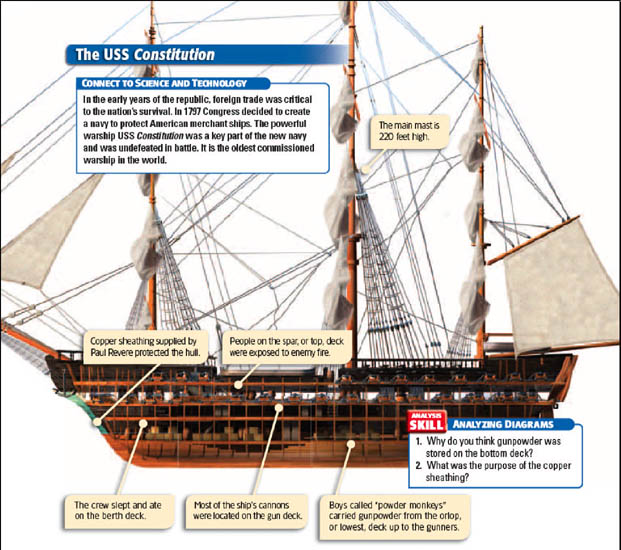 The USS Constitution
CONNECT TO SCIENCE AND TECHNOLOGY
In the early years of the republic, foreign trade was critical
to the nation's survival. In 1797 Congress decided to create
a navy to protect American merchant ships. The powerful
warship USS Constitution was a key part of the new navy
and was undefeated in battle. It is the oldest commissioned
warship in the world.
The main mast is
220 feet high.
Copper sheathing supplied by
Paul Revere protected the hull.
People on the spar, or top, deck
were exposed to enemy fire.
ANALYSIS
SKILL
ANALYZING DIAGRAMS
1. Why do you think gunpowder was
stored on the bottom deck?
2. What was the purpose of the copper
sheathing?
The crew slept and ate
on the berth deck.
Most of the ship's cannons
were located on the gun deck.
Boys called "powder monkeys"
carried gunpowder from the orlop,
or lowest, deck up to the gunners.